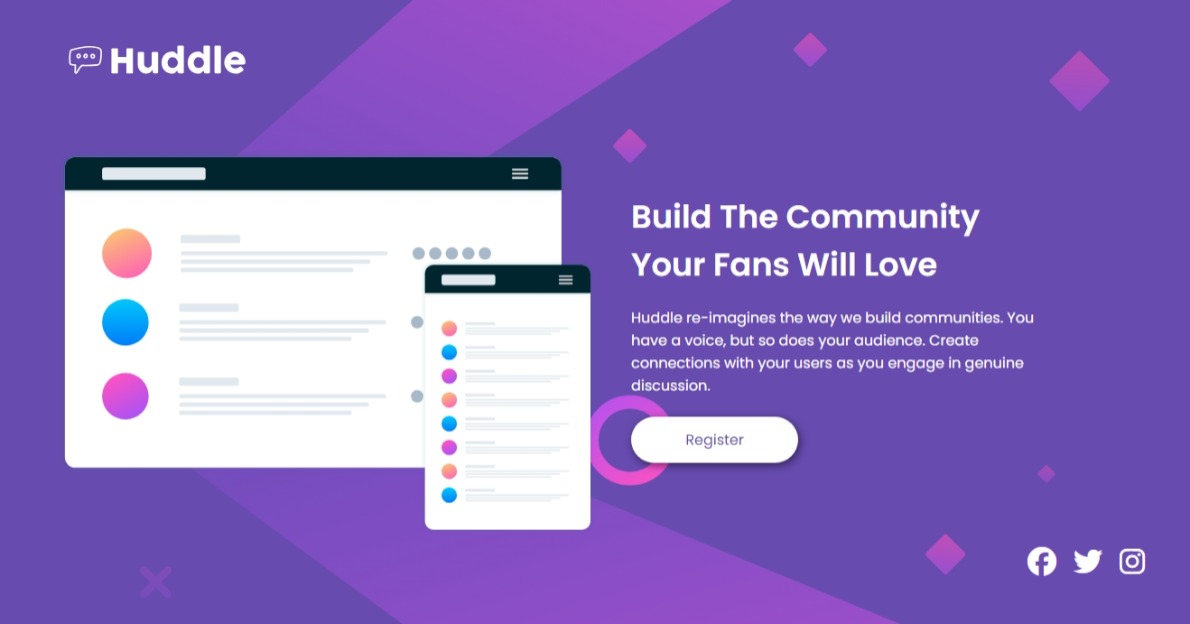 Huddle
Build The Community
Your Fans Will Love
Huddle re-imagines the way we build communities. You
have a voice, but so does your audience. Create
connections with your users as you engage in genuine
discussion.
Register